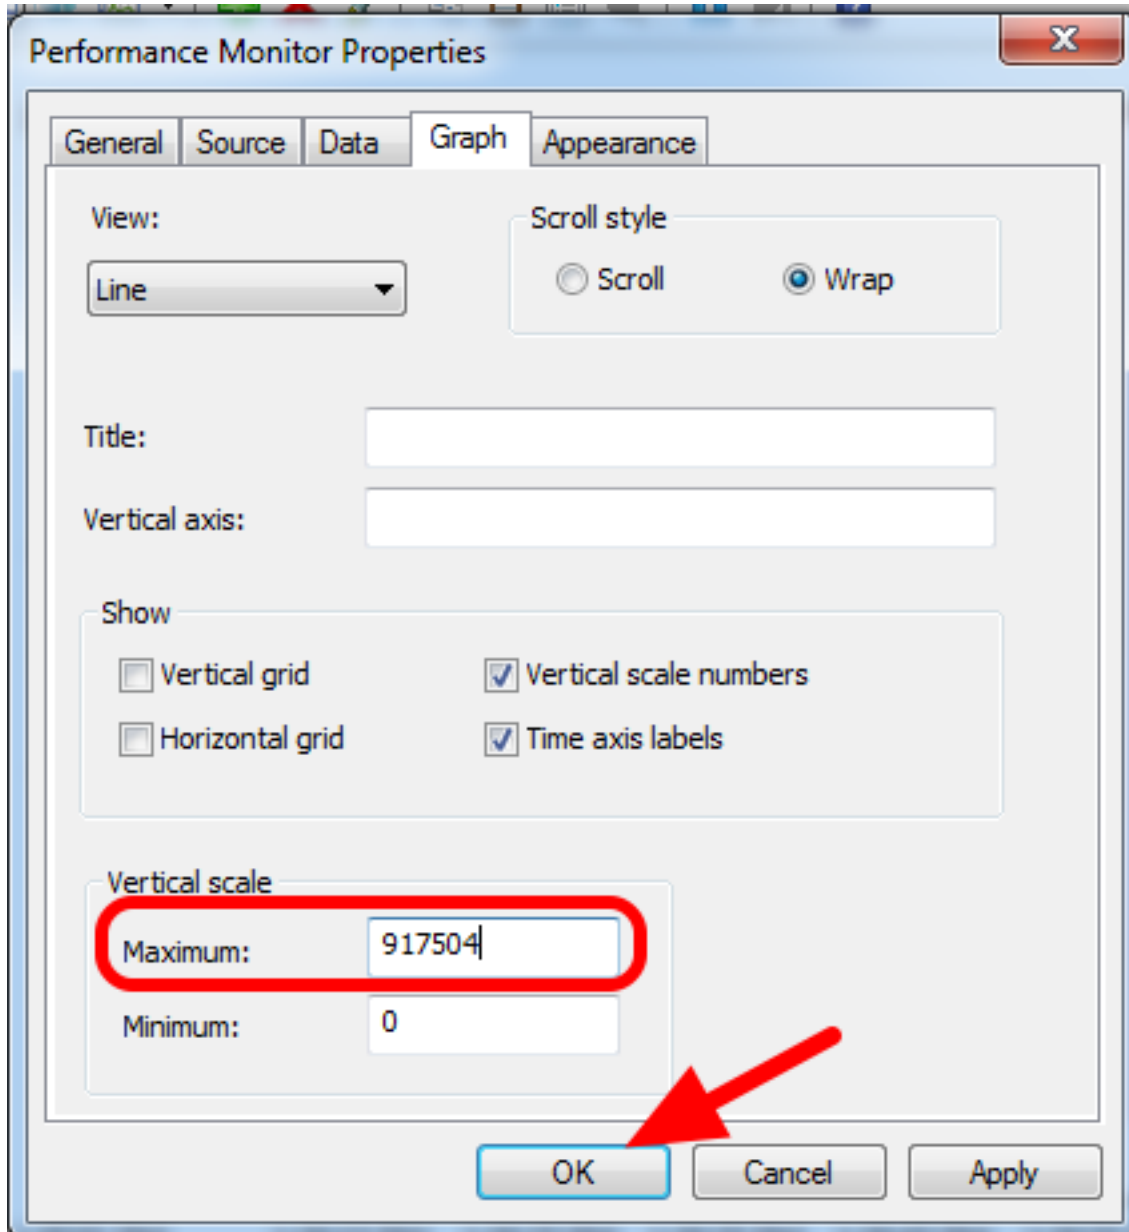 Performance Monitor Properties
General Source Data Graph Appearance
View:
Line
Scroll style
Scroll Wrap
Title:
Vertical axis:
Show
Vertical grid Vertical scale numbers
Horizontal grid Time axis labels
Vertical scale
Maximum: 917504
Minimum: 0
OK Cancel Apply